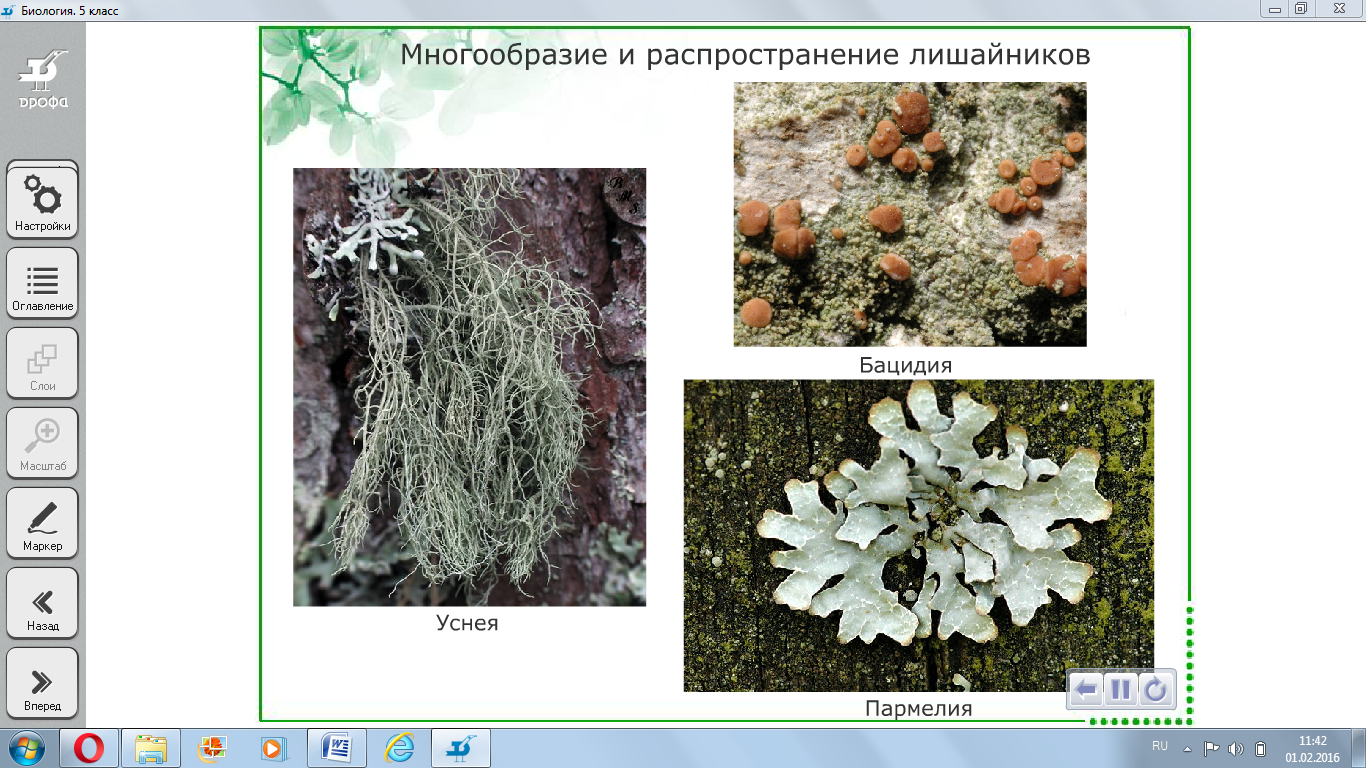 Биология. 5 класс
дрофа
Настройки
Оглавление
Слои
Масштаб
Маркер
Назад
Вперед
Многообразие и распространение лишайников
Уснея
Бацидия
Пармелия
RU
11:42
01.02.2016